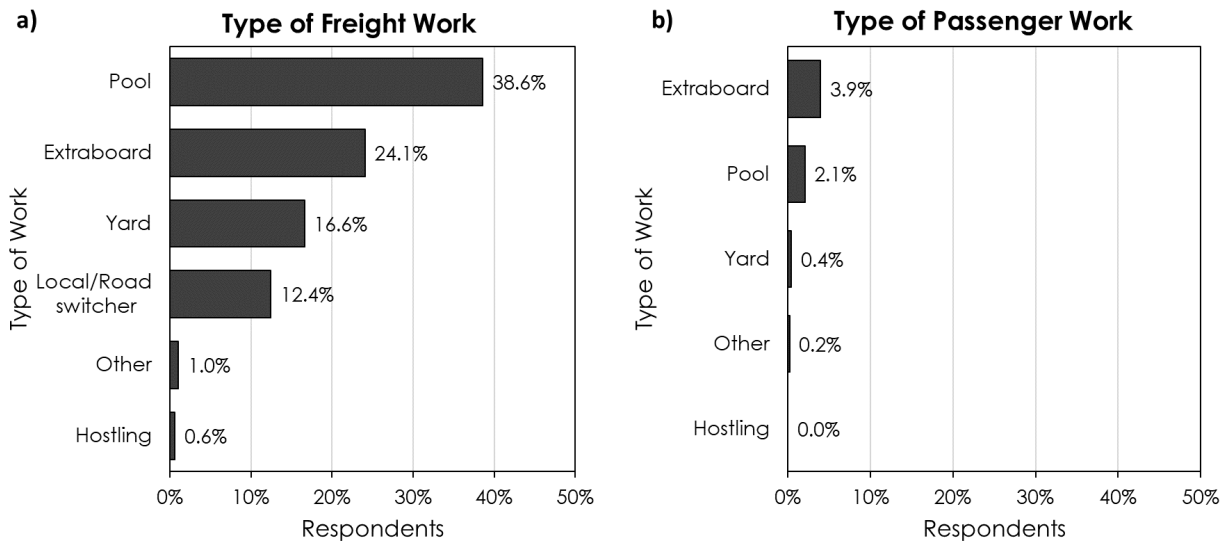 a)
Type of Freight Work
Type of Work
Pool
38.6%
Extraboard
24.1%
Yard
16.6%
Local/Road
switcher
12.4%
Other
1.0%
Hostling
0.6%
0%
10%
20%
30%
40%
50%
Respondents
b)
Type of Passenger Work
Type of Work
Extraboard
3.9%
Pool
2.1%
Yard
0.4%
Other
0.2%
Hostling
0.0%
0%
10%
20%
30%
40%
50%
Respondents